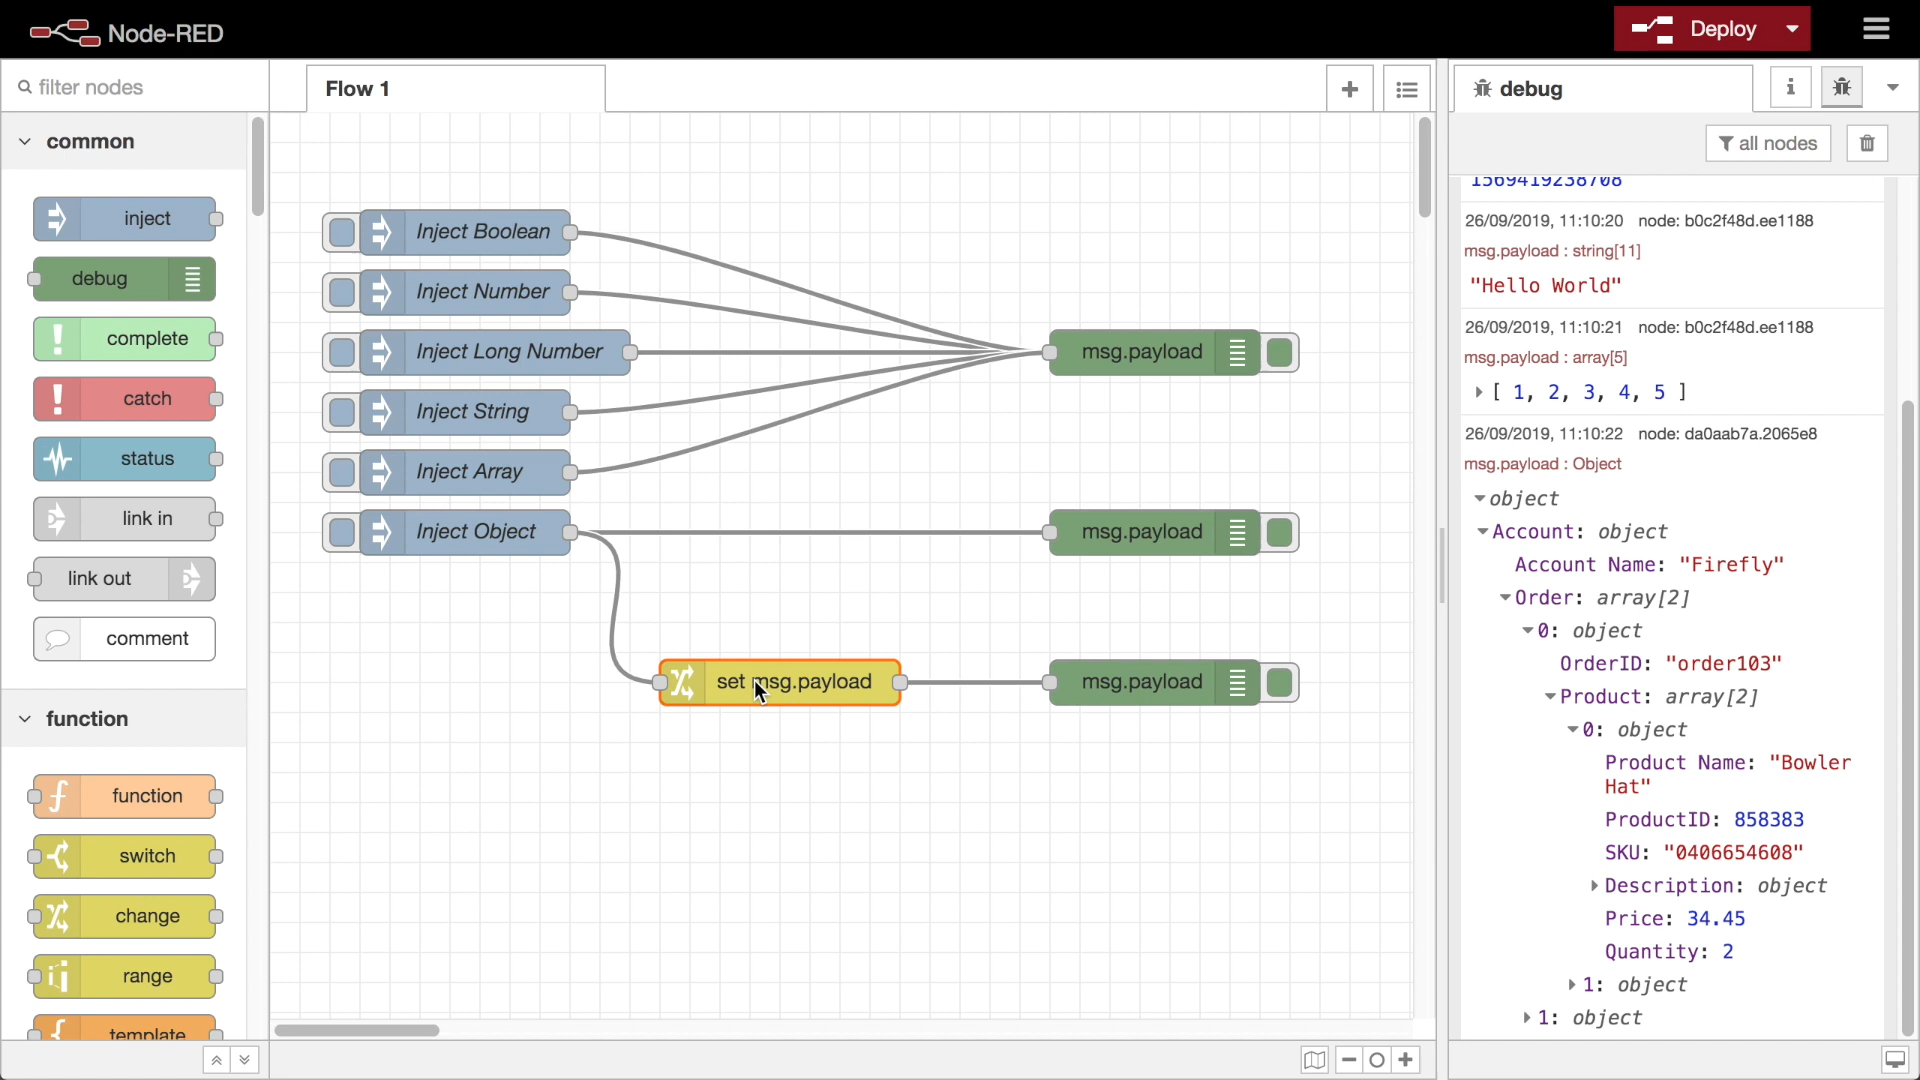 Node-RED
Deploy
filter nodes
Flow 1
debug
i
common
all nodes
inject
debug
complete
catch
status
link in
link out
comment
function
function
switch
change
range
template
Inject Boolean
Inject Number
Inject Long Number
Inject String
Inject Array
Inject Object
msg.payload
msg.payload
set msg.payload
msg.payload
1569419238708
26/09/2019, 11:10:20 node: b0c2f48d.ee1188
msg.payload : string[11]
"Hello World"
26/09/2019, 11:10:21 node: b0c2f48d.ee1188
msg.payload : array[5]
[ 1, 2, 3, 4, 5 ]
26/09/2019, 11:10:22 node: da0aab7a.2065e8
msg.payload : Object
object
Account: object
Account Name: "Firefly"
Order: array[2]
0: object
OrderID: "order103"
Product: array[2]
0: object
Product Name: "Bowler
Hat"
ProductID: 858383
SKU: "0406654608"
Description: object
Price: 34.45
Quantity: 2
1: object
1: object